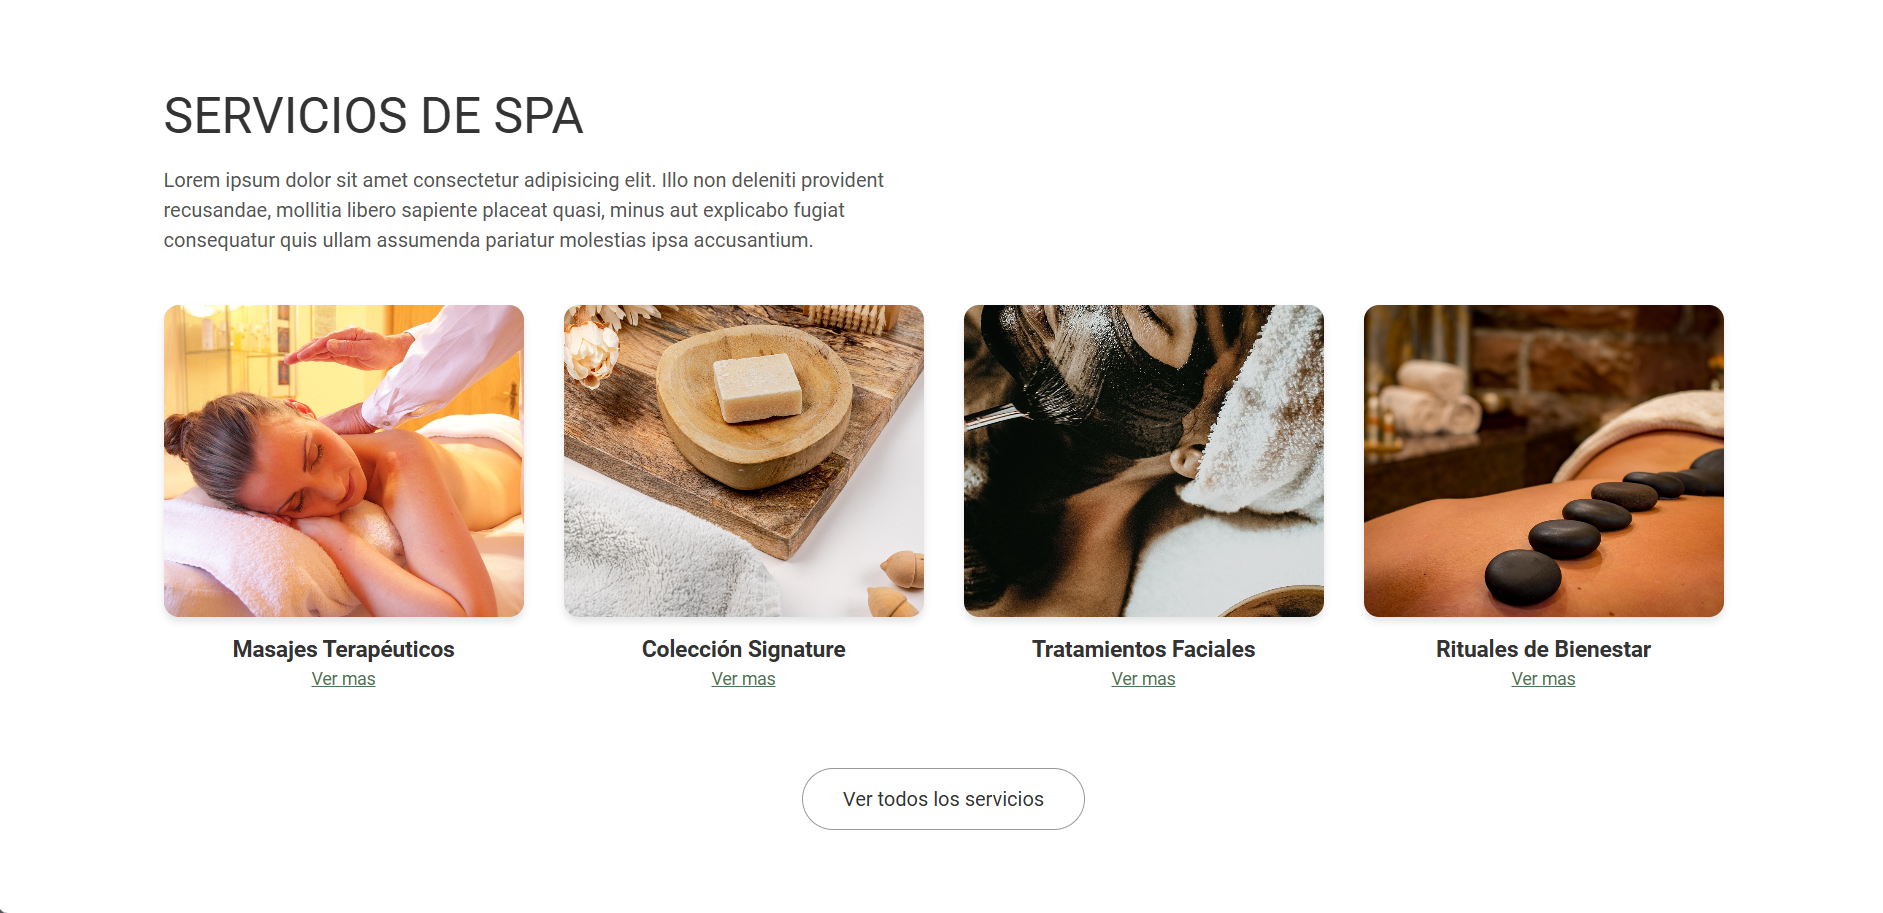 SERVICIOS DE SPA
Lorem ipsum dolor sit amet consectetur adipisicing elit. Illo non deleniti provident
recusandae, mollitia libero sapiente placeat quasi, minus aut explicabo fugiat
consequatur quis ullam assumenda pariatur molestias ipsa accusantium.
Masajes Terapéuticos
Ver mas
Colección Signature
Ver mas
Tratamientos Faciales
Ver mas
Rituales de Bienestar
Ver mas
Ver todos los servicios